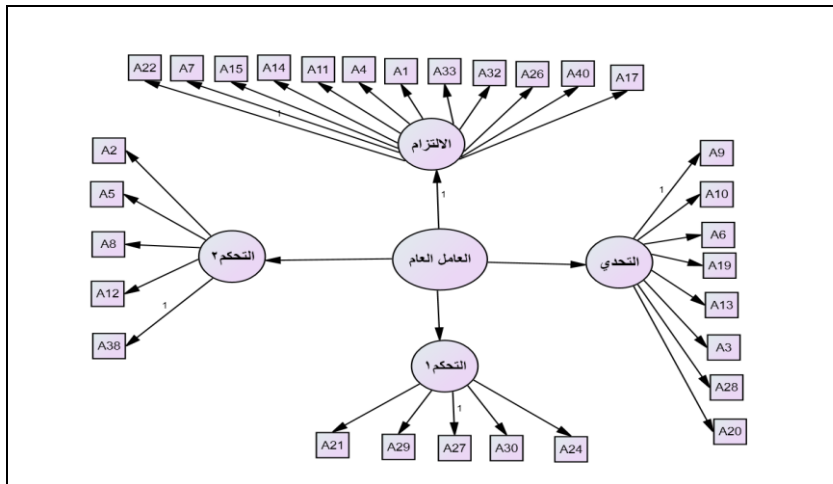 A22 A7 A15 A14 A11 A4 A1 A33 A32 A26 A40 A17
1
الالتزام
1
A2
A5
A8
A12
A38
1
التحكم٢
العامل العام
التحدي
1
A9
A10
A6
A19
A13
A3
A28
A20
التحكم١
1
A21 A29 A27 A30 A24